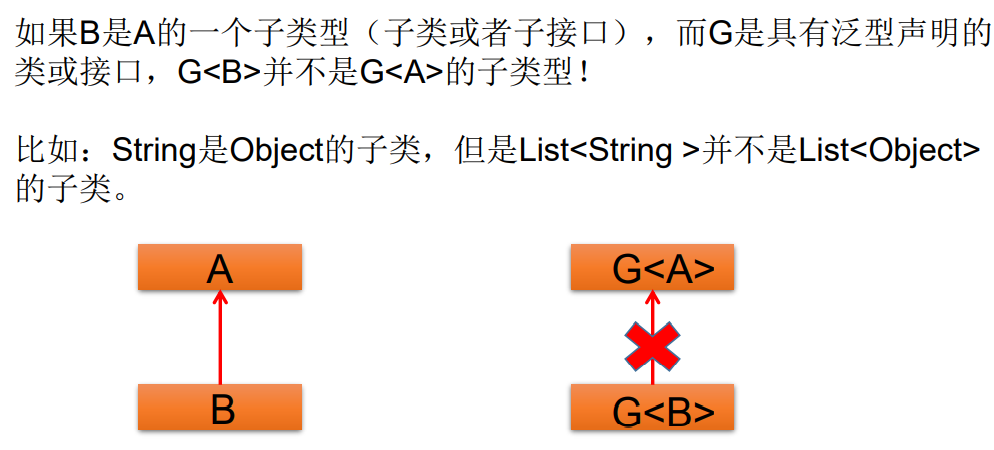 如果B是A的一个子类型（子类或者子接口），而G是具有泛型声明的
类或接口，G<B>并不是G<A>的子类型！
比如：String是Object的子类，但是List<String >并不是List<Object>
的子类。
A
G<A>
B
G<B>